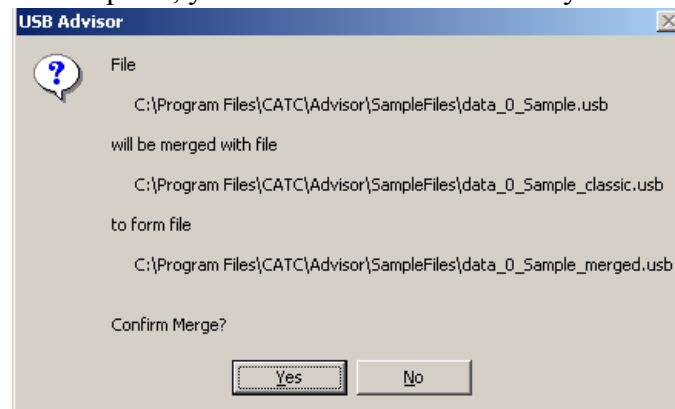 USB Advisor
File
C:\Program Files\CATC\Advisor\SampleFiles\data_0_Sample.usb
will be merged with file
C:\Program Files\CATC\Advisor\SampleFiles\data_0_Sample_classic.usb
to form file
C:\Program Files\CATC\Advisor\SampleFiles\data_0_Sample_merged.usb
Confirm Merge?
Yes No